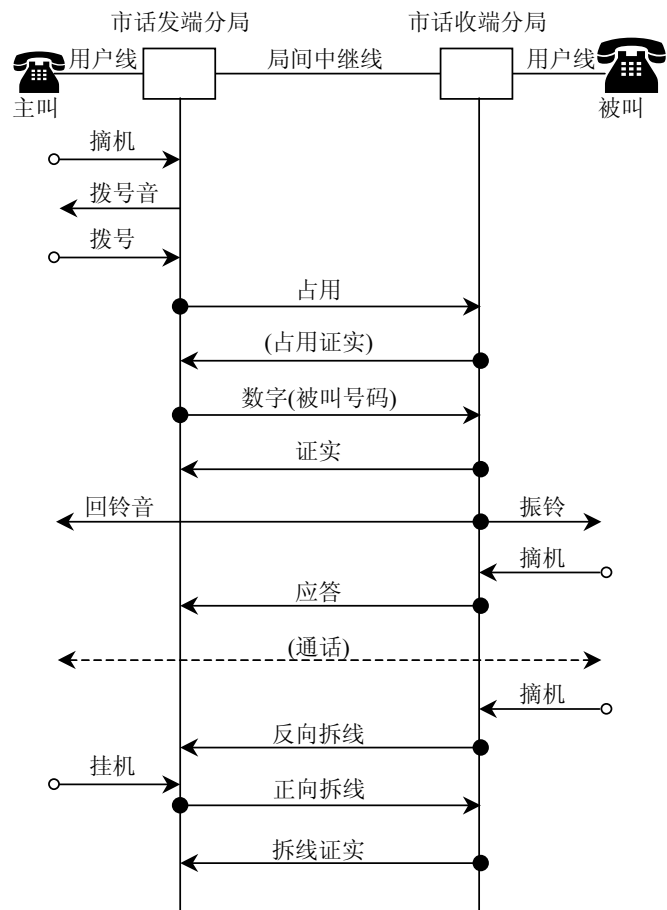 市话发端分局
市话收端分局
用户线
局间中继线
用户线
主叫
被叫
摘机
拨号音
拨号
占用
(占用证实)
数字(被叫号码)
证实
回铃音
振铃
摘机
应答
(通话)
摘机
反向拆线
挂机
正向拆线
拆线证实